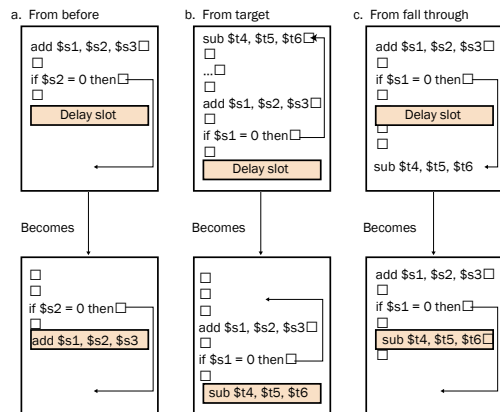 a. From before
add $s1, $s2, $s3□
□
if $s2 = 0 then□
□
Delay slot
Becomes
□
□
if $s2 = 0 then□
□
add $s1, $s2, $s3
b. From target
sub $t4, $t5, $t6□
□
...□
□
add $s1, $s2, $s3□
□
if $s1 = 0 then□
□
Delay slot
Becomes
□
□
□
add $s1, $s2, $s3□
□
if $s1 = 0 then□
□
sub $t4, $t5, $t6
c. From fall through
add $s1, $s2, $s3□
□
if $s1 = 0 then□
□
Delay slot
□
□
sub $t4, $t5, $t6
Becomes
add $s1, $s2, $s3□
□
if $s1 = 0 then□
□
sub $t4, $t5, $t6□
□